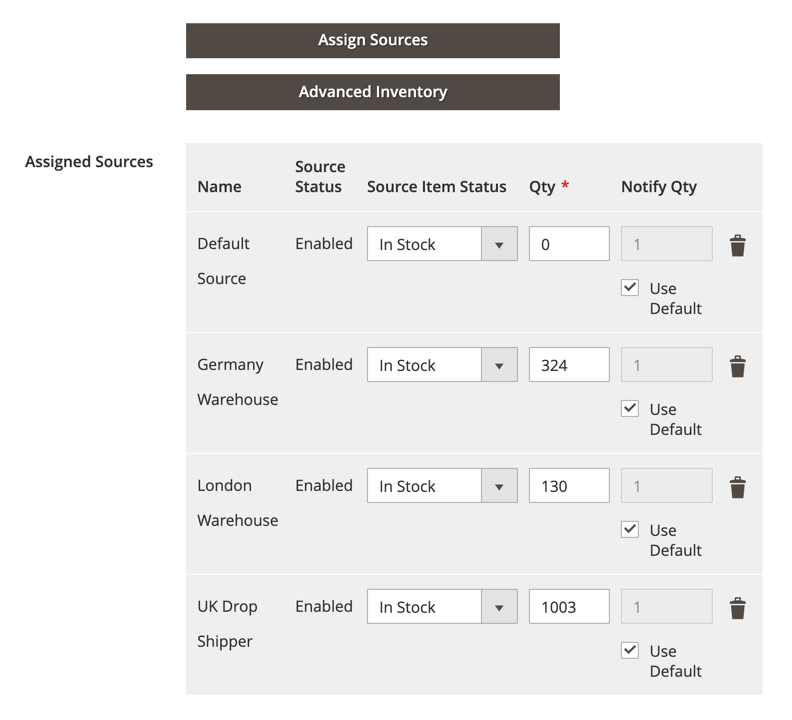 Assign Sources
Advanced Inventory
Assigned Sources
Name
Source
Status
Source Item Status
Qty *
Notify Qty
Default
Source
Enabled
In Stock
0
1
Use
Default
Germany
Warehouse
Enabled
In Stock
324
1
Use
Default
London
Warehouse
Enabled
In Stock
130
1
Use
Default
UK Drop
Shipper
Enabled
In Stock
1003
1
Use
Default